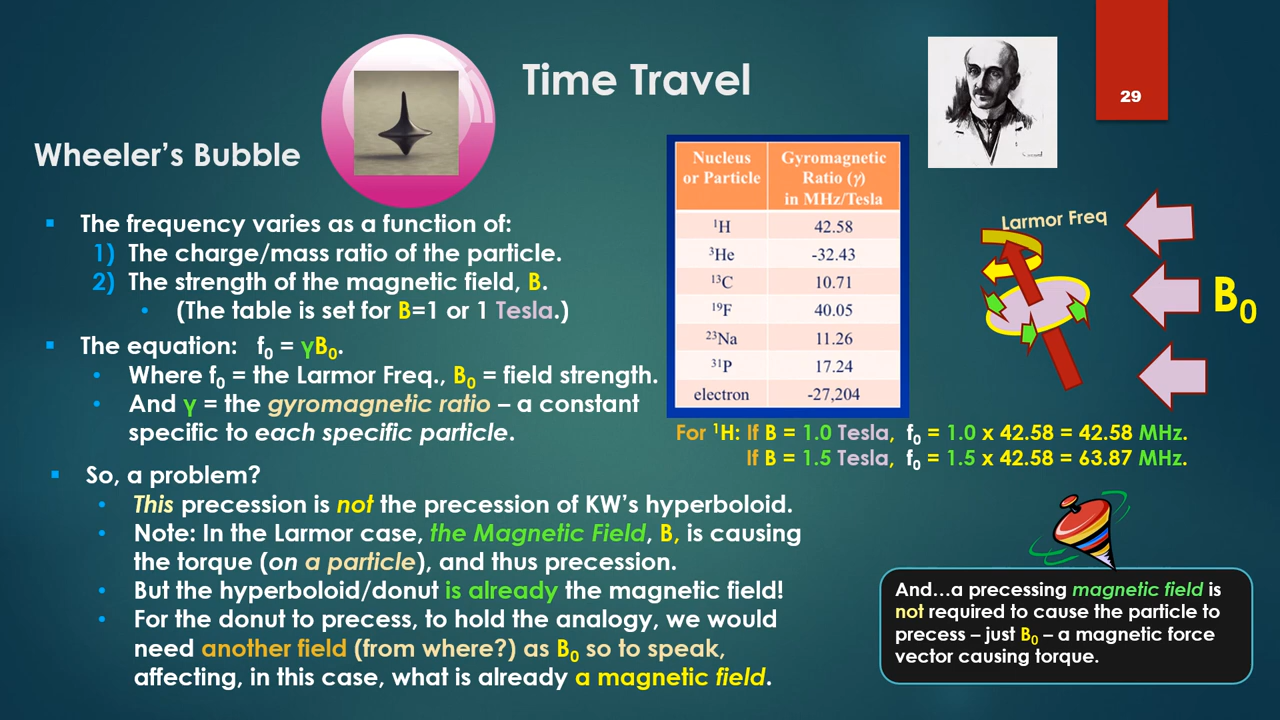 Time Travel
29
Wheeler's Bubble
▪ The frequency varies as a function of:
1) The charge/mass ratio of the particle.
2) The strength of the magnetic field, B.
• (The table is set for B=1 or 1 Tesla.)
▪ The equation: f₀ = γB₀.
• Where f₀ = the Larmor Freq., B₀ = field strength.
• And γ = the gyromagnetic ratio – a constant
specific to each specific particle.
▪ So, a problem?
• This precession is not the precession of KW's hyperboloid.
• Note: In the Larmor case, the Magnetic Field, B, is causing
the torque (on a particle), and thus precession.
• But the hyperboloid/donut is already the magnetic field!
• For the donut to precess, to hold the analogy, we would
need another field (from where?) as B₀ so to speak,
affecting, in this case, what is already a magnetic field.
Nucleus or Particle | Gyromagnetic Ratio (γ) in MHz/Tesla
¹H 42.58
³He -32.43
¹³C 10.71
¹⁹F 40.05
²³Na 11.26
³¹P 17.24
electron -27,204
Larmor Freq
B₀
For ¹H: If B = 1.0 Tesla, f₀ = 1.0 x 42.58 = 42.58 MHz.
If B = 1.5 Tesla, f₀ = 1.5 x 42.58 = 63.87 MHz.
And…a precessing magnetic field is
not required to cause the particle to
precess – just B₀ – a magnetic force
vector causing torque.